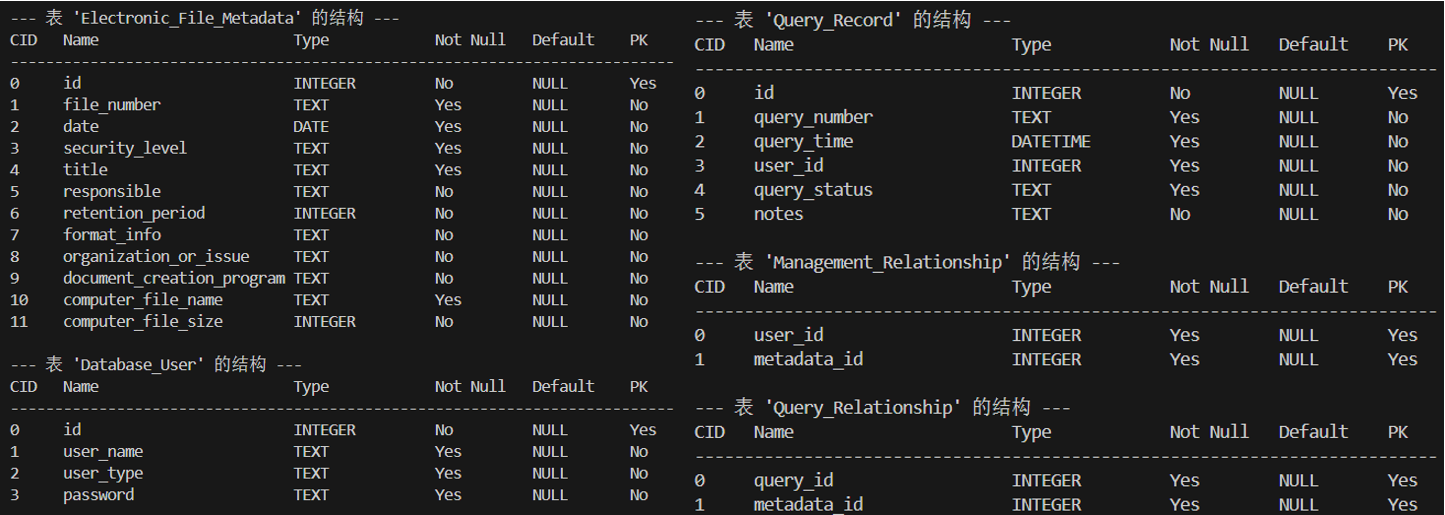 --- 表 'Electronic_File_Metadata' 的结构 ---
CID Name Type Not Null Default PK
---------------------------------------------------------------------------
0 id INTEGER No NULL Yes
1 file_number TEXT Yes NULL No
2 date DATE Yes NULL No
3 security_level TEXT Yes NULL No
4 title TEXT Yes NULL No
5 responsible TEXT No NULL No
6 retention_period INTEGER No NULL No
7 format_info TEXT No NULL No
8 organization_or_issue TEXT No NULL No
9 document_creation_program TEXT No NULL No
10 computer_file_name TEXT Yes NULL No
11 computer_file_size INTEGER No NULL No
--- 表 'Database_User' 的结构 ---
CID Name Type Not Null Default PK
---------------------------------------------------------------------------
0 id INTEGER No NULL Yes
1 user_name TEXT Yes NULL No
2 user_type TEXT Yes NULL No
3 password TEXT Yes NULL No
--- 表 'Query_Record' 的结构 ---
CID Name Type Not Null Default PK
---------------------------------------------------------------------------
0 id INTEGER No NULL Yes
1 query_number TEXT Yes NULL No
2 query_time DATETIME Yes NULL No
3 user_id INTEGER Yes NULL No
4 query_status TEXT Yes NULL No
5 notes TEXT No NULL No
--- 表 'Management_Relationship' 的结构 ---
CID Name Type Not Null Default PK
---------------------------------------------------------------------------
0 user_id INTEGER Yes NULL Yes
1 metadata_id INTEGER Yes NULL Yes
--- 表 'Query_Relationship' 的结构 ---
CID Name Type Not Null Default PK
---------------------------------------------------------------------------
0 query_id INTEGER Yes NULL Yes
1 metadata_id INTEGER Yes NULL Yes